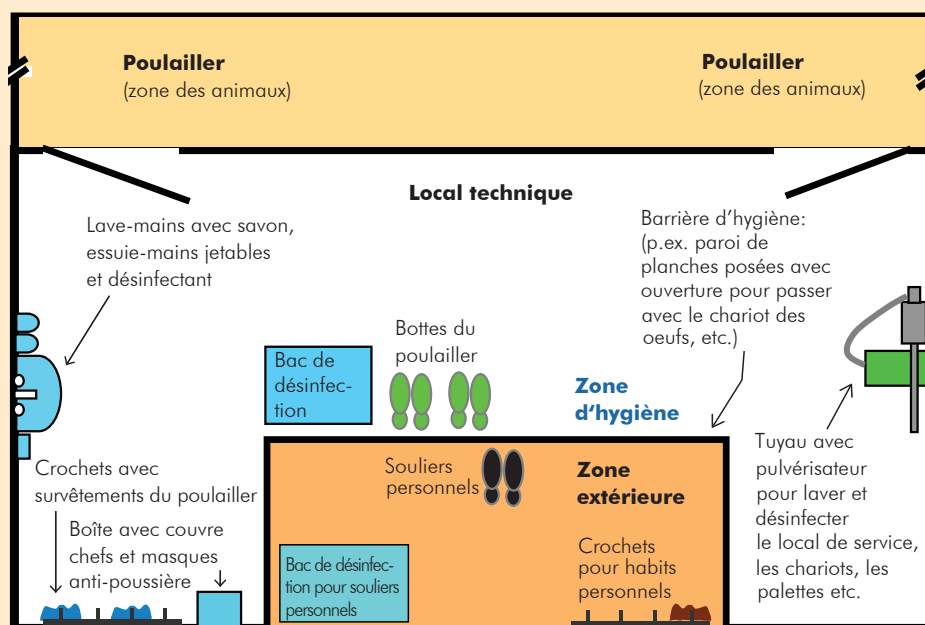 Poulailler
(zone des animaux)
Poulailler
(zone des animaux)
Local technique
Lave-mains avec savon,
essuie-mains jetables
et désinfectant
Barrière d’hygiène:
(p.ex. paroi de
planches posées avec
ouverture pour passer
avec le chariot des
oeufs, etc.)
Bottes du
poulailler
Bac de
désinfec-
tion
Zone
d‘hygiène
Tuyau avec
pulvérisateur
pour laver et
désinfecter
le local de service,
les chariots, les
palettes etc.
Souliers
personnels
Zone
extérieure
Crochets avec
survêtements du poulailler
Boîte avec couvre
chefs et masques
anti-poussière
Bac de désinfec-
tion pour souliers
personnels
Crochets
pour habits
personnels